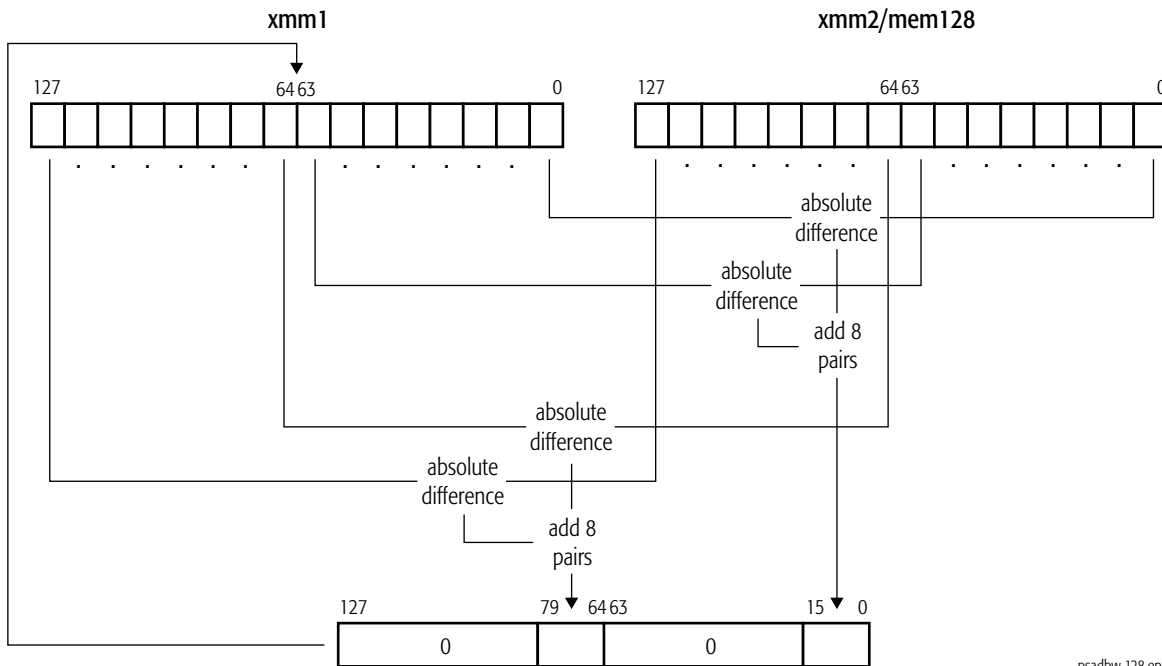 xmm1 xmm2/mem128
127 64 63 0 127 64 63 0
. . . . . . . . . . . . . . . . . . . . . . . .
absolute
difference
absolute
difference
add 8
pairs
absolute
difference
absolute
difference
add 8
pairs
127 79 64 63 15 0
0 0